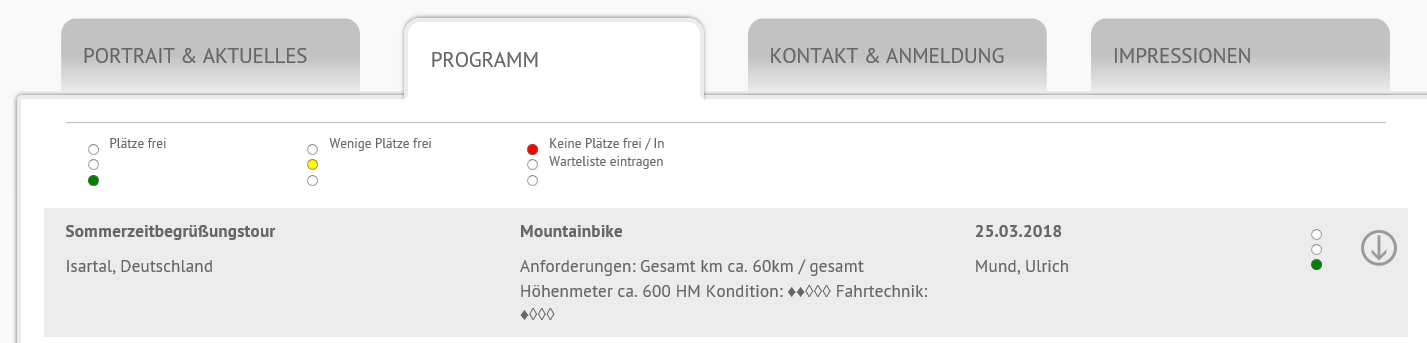 PORTRAIT & AKTUELLES
PROGRAMM
KONTAKT & ANMELDUNG
IMPRESSIONEN
Plätze frei
Wenige Plätze frei
Keine Plätze frei / In
Warteliste eintragen
Sommerzeitbegrüßungstour
Isartal, Deutschland
Mountainbike
Anforderungen: Gesamt km ca. 60km / gesamt
Höhenmeter ca. 600 HM Kondition: ♦♦◊◊◊ Fahrtechnik:
♦◊◊◊
25.03.2018
Mund, Ulrich